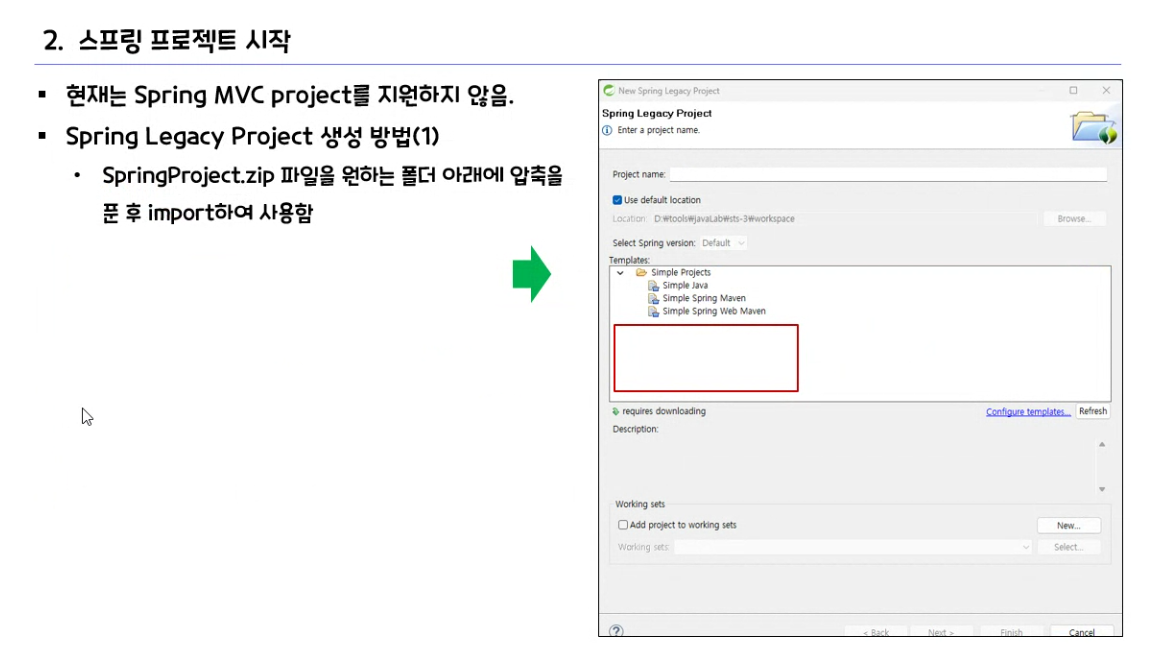 2. 스프링 프로젝트 시작
▪ 현재는 Spring MVC project를 지원하지 않음.
▪ Spring Legacy Project 생성 방법(1)
• SpringProject.zip 파일을 원하는 폴더 아래에 압축을
푼 후 import하여 사용함
New Spring Legacy Project
Spring Legacy Project
Enter a project name.
Project name:
Use default location
Location: D:₩tools₩javaLab₩sts-3₩workspace Browse...
Select Spring version: Default
Templates:
Simple Projects
Simple Java
Simple Spring Maven
Simple Spring Web Maven
requires downloading Configure templates... Refresh
Description:
Working sets
Add project to working sets New...
Working sets: Select...
< Back Next > Finish Cancel